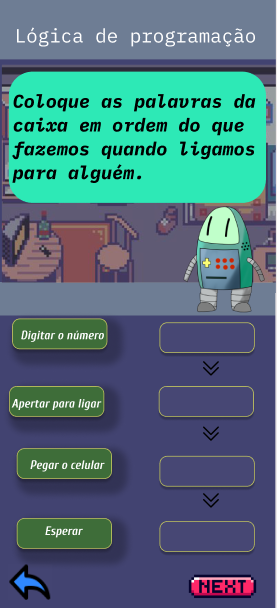 Lógica de programação
Coloque as palavras da
caixa em ordem do que
fazemos quando ligamos
para alguém.
Digitar o número
Apertar para ligar
Pegar o celular
Esperar
NEXT